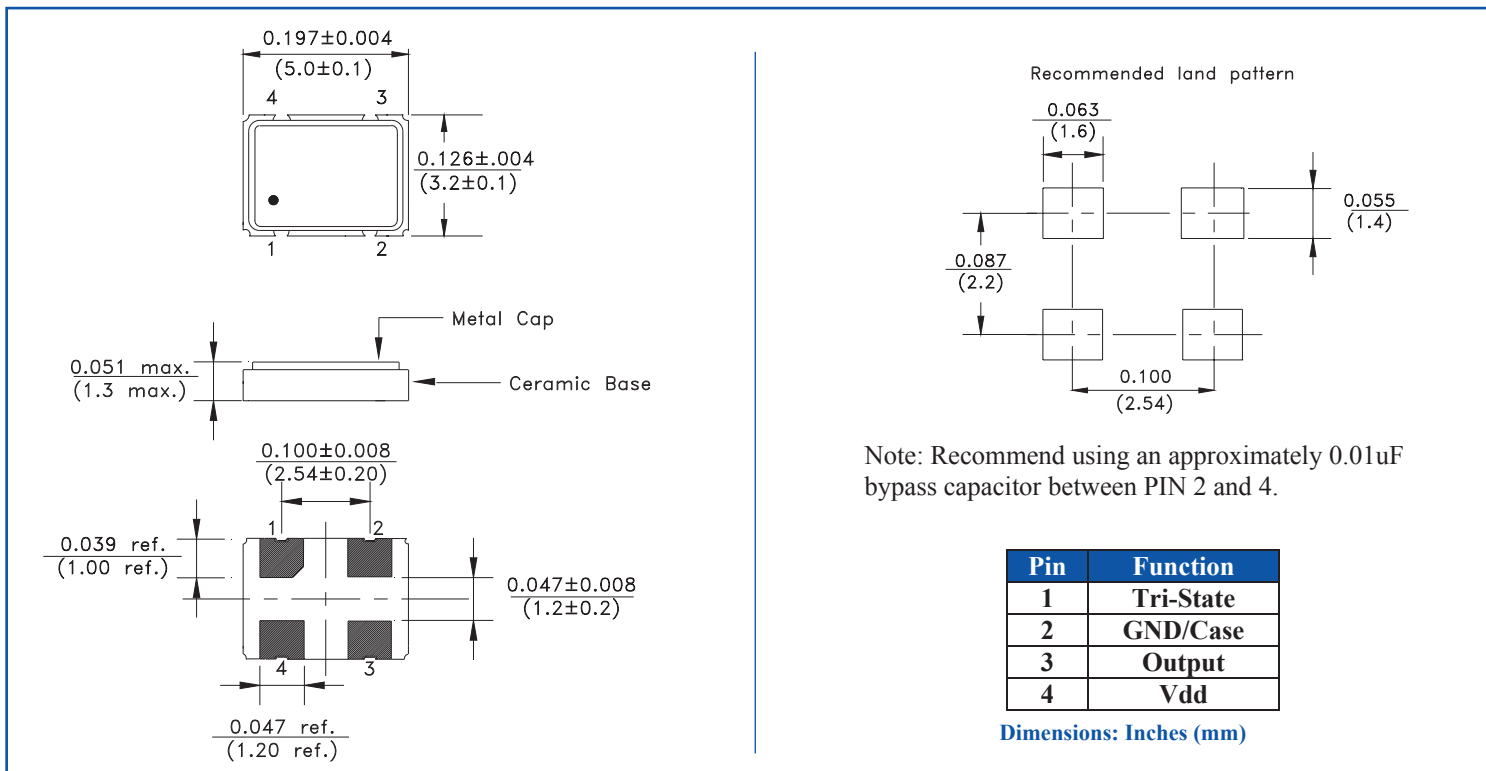 0.197±0.004
(5.0±0.1)
4 3
0.126±.004
(3.2±0.1)
1 2
Metal Cap
0.051 max.
(1.3 max.)
Ceramic Base
0.100±0.008
(2.54±0.20)
1 2
0.039 ref.
(1.00 ref.)
0.047±0.008
(1.2±0.2)
4 3
0.047 ref.
(1.20 ref.)
Recommended land pattern
0.063
(1.6)
0.055
(1.4)
0.087
(2.2)
0.100
(2.54)
Note: Recommend using an approximately 0.01uF
bypass capacitor between PIN 2 and 4.
Pin Function
1 Tri-State
2 GND/Case
3 Output
4 Vdd
Dimensions: Inches (mm)